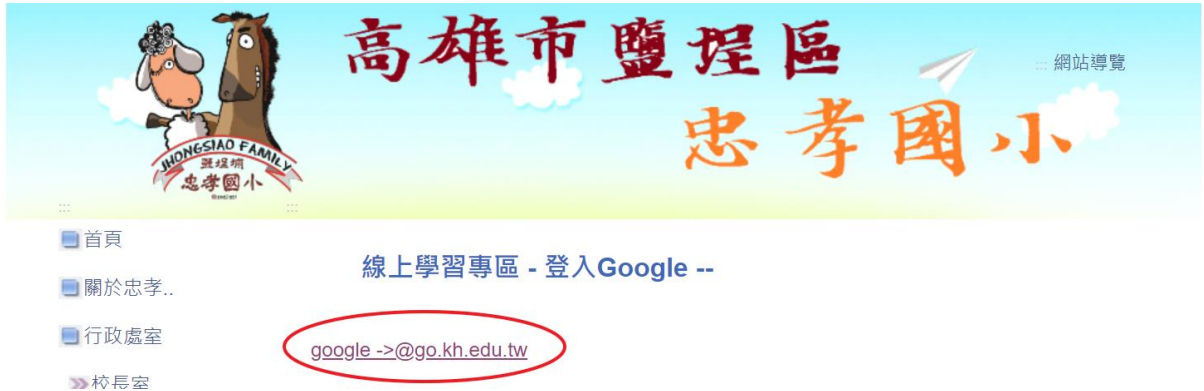 高雄市鹽埕區
忠孝國小
::: 網站導覽
JHONGSIAO FAMILY
鹽埕埔
忠孝國小
:::
:::
首頁
關於忠孝..
行政處室
校長室
線上學習專區 - 登入Google --
google ->@go.kh.edu.tw